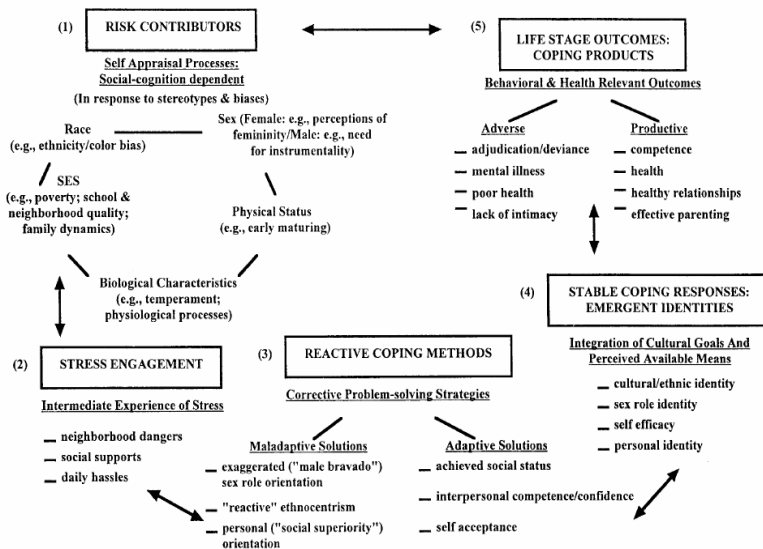 (1)
RISK CONTRIBUTORS
Self Appraisal Processes:
Social-cognition dependent
(In response to stereotypes & biases)
Race
(e.g., ethnicity/color bias)
Sex (Female: e.g., perceptions of
femininity/Male: e.g., need
for instrumentality)
SES
(e.g., poverty; school &
neighborhood quality;
family dynamics)
Physical Status
(e.g., early maturing)
Biological Characteristics
(e.g., temperament;
physiological processes)
(2)
STRESS ENGAGEMENT
Intermediate Experience of Stress
neighborhood dangers
social supports
daily hassles
(3)
REACTIVE COPING METHODS
Corrective Problem-solving Strategies
Maladaptive Solutions
exaggerated ("male bravado")
sex role orientation
"reactive" ethnocentrism
personal ("social superiority")
orientation
Adaptive Solutions
achieved social status
interpersonal competence/confidence
self acceptance
(4)
STABLE COPING RESPONSES:
EMERGENT IDENTITIES
Integration of Cultural Goals And
Perceived Available Means
cultural/ethnic identity
sex role identity
self efficacy
personal identity
(5)
LIFE STAGE OUTCOMES:
COPING PRODUCTS
Behavioral & Health Relevant Outcomes
Adverse
adjudication/deviance
mental illness
poor health
lack of intimacy
Productive
competence
health
healthy relationships
effective parenting